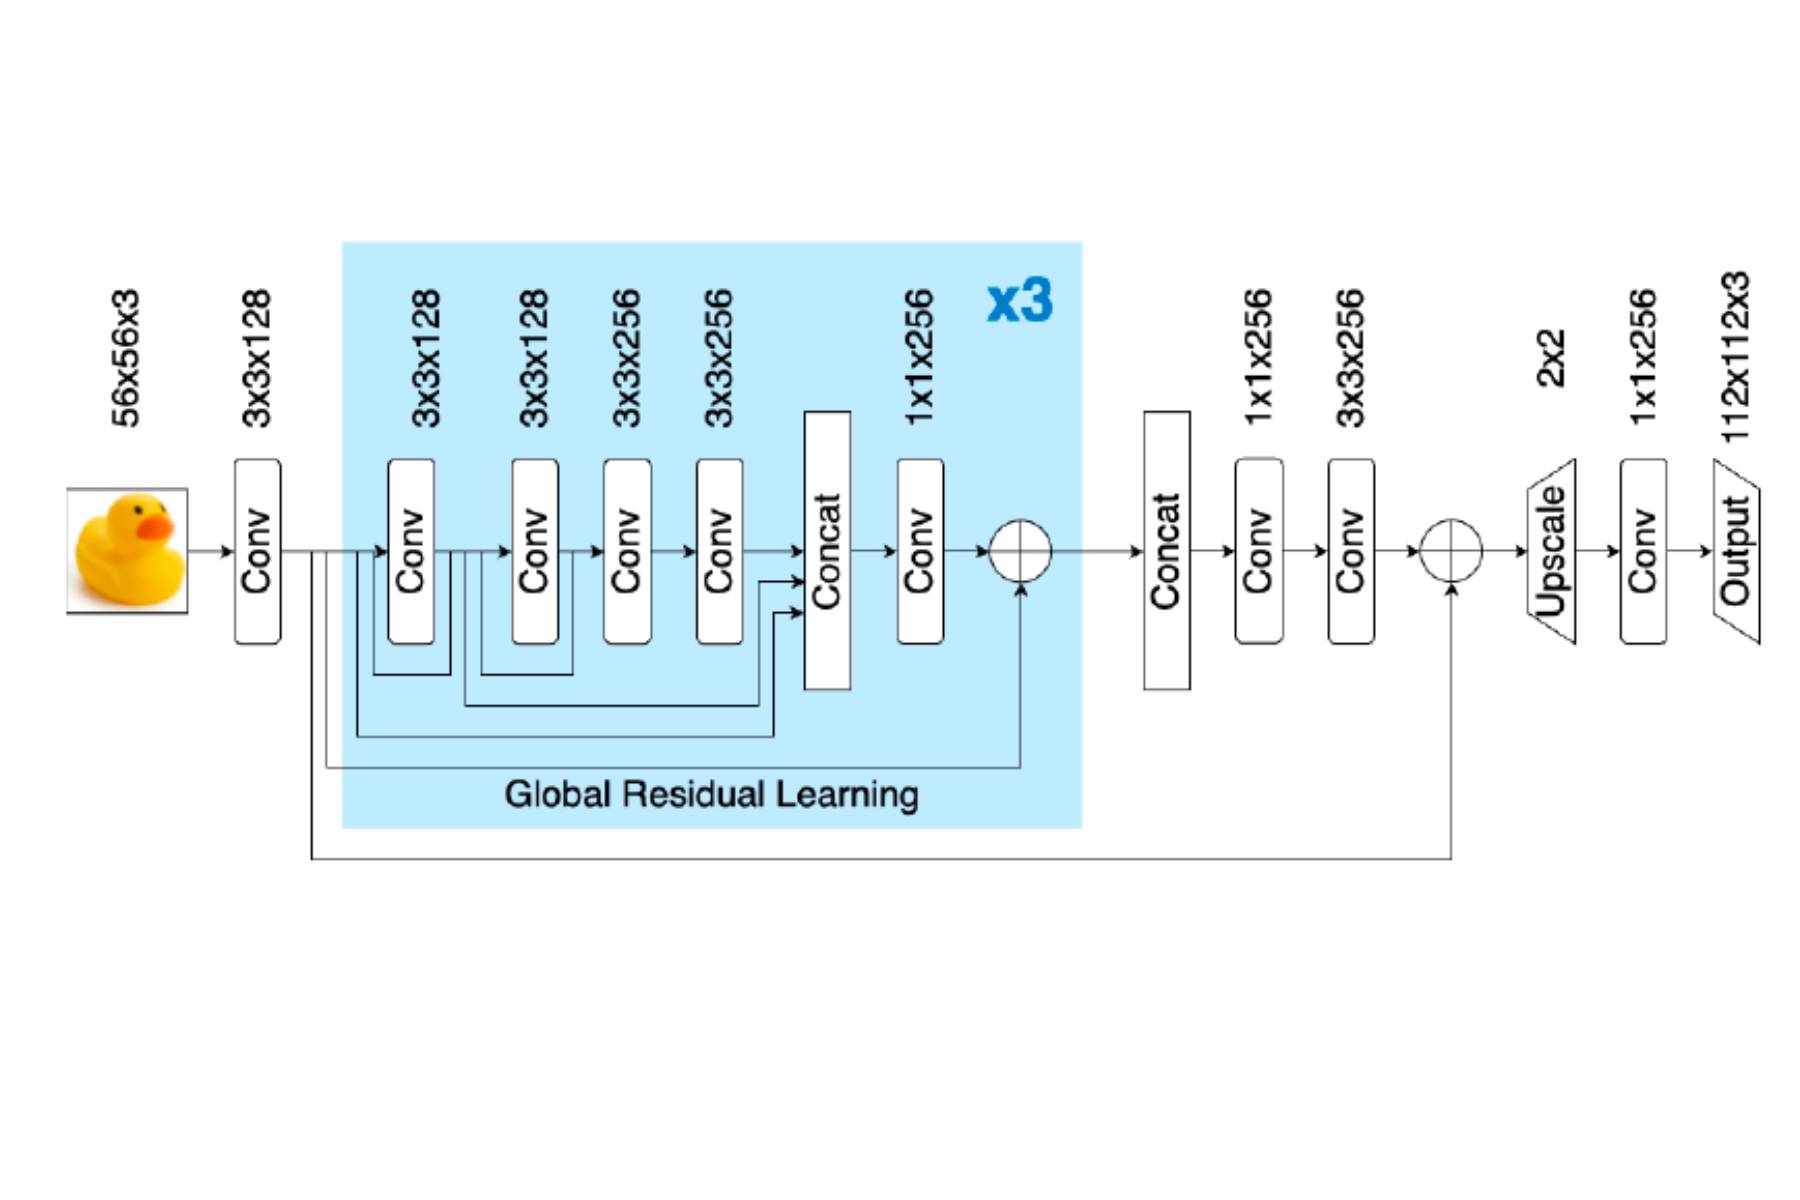 56x56x3
3x3x128
3x3x128
3x3x128
3x3x256
3x3x256
1x1x256
x3
1x1x256
3x3x256
2x2
1x1x256
112x112x3
Conv
Conv
Conv
Conv
Conv
Concat
Conv
Concat
Conv
Conv
Upscale
Conv
Output
Global Residual Learning